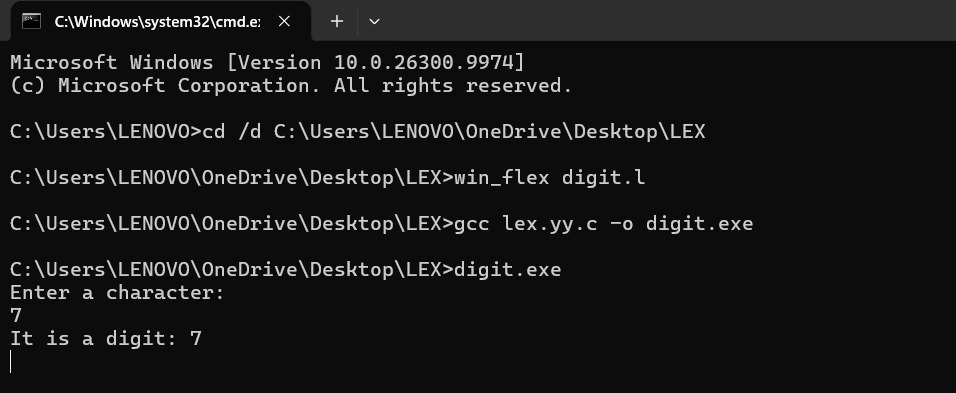 C:\Windows\system32\cmd.e
Microsoft Windows [Version 10.0.26300.9974]
(c) Microsoft Corporation. All rights reserved.
C:\Users\LENOVO>cd /d C:\Users\LENOVO\OneDrive\Desktop\LEX
C:\Users\LENOVO\OneDrive\Desktop\LEX>win_flex digit.l
C:\Users\LENOVO\OneDrive\Desktop\LEX>gcc lex.yy.c -o digit.exe
C:\Users\LENOVO\OneDrive\Desktop\LEX>digit.exe
Enter a character:
7
It is a digit: 7